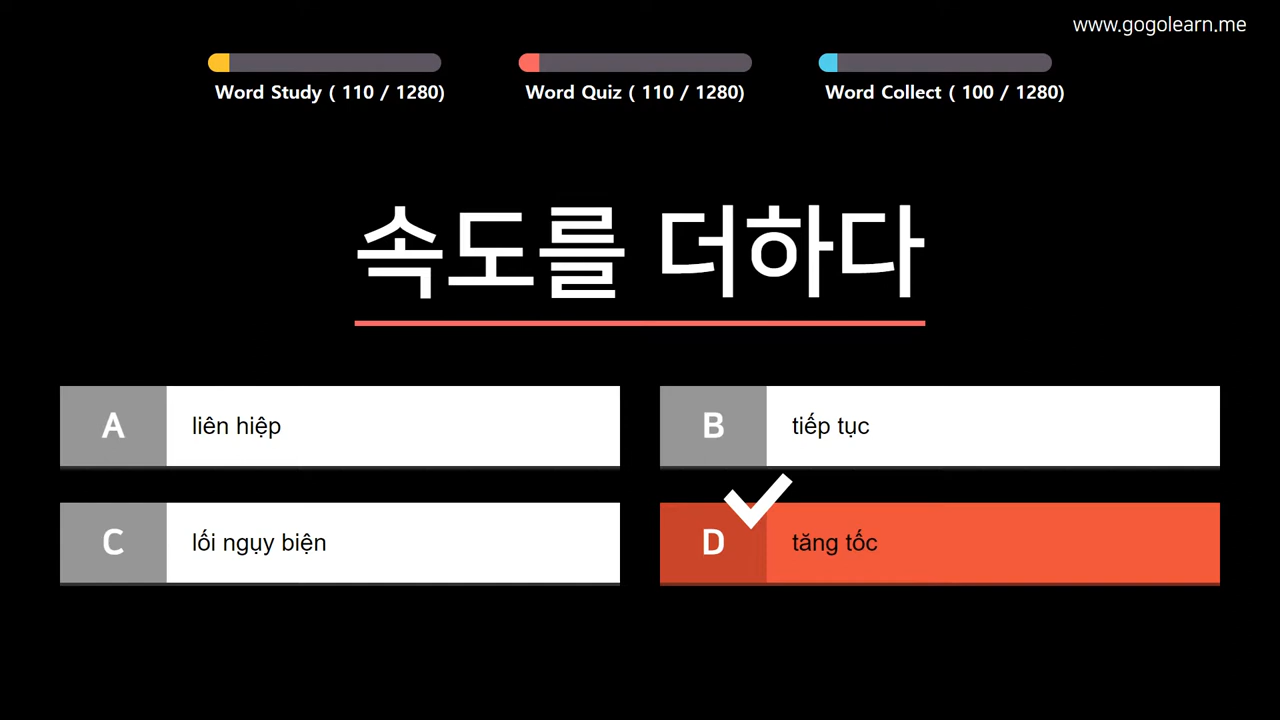 www.gogolearn.me
Word Study ( 110 / 1280)
Word Quiz ( 110 / 1280)
Word Collect ( 100 / 1280)
속도를 더하다
A liên hiệp
B tiếp tục
C lối ngụy biện
D tăng tốc